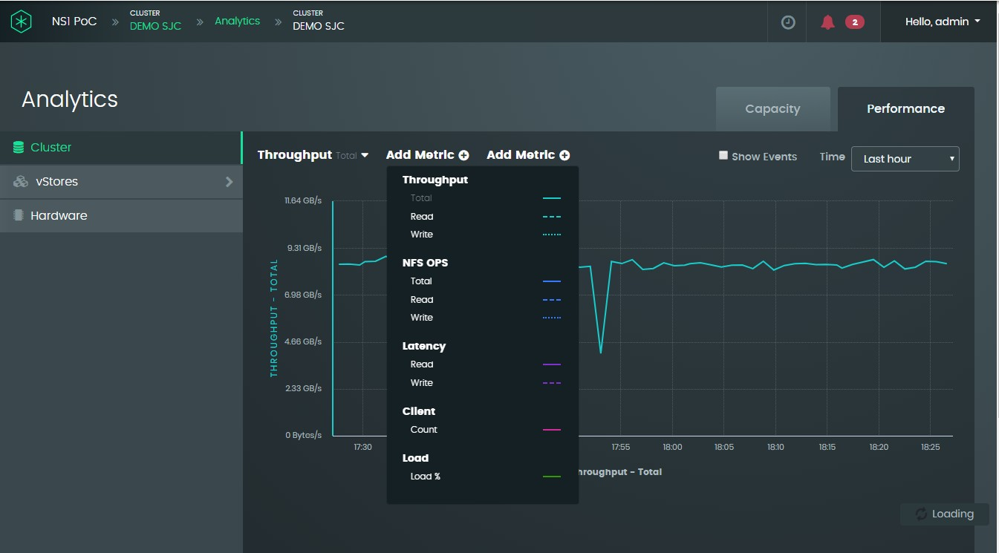 NS1 PoC » CLUSTER » Analytics » CLUSTER
DEMO SJC DEMO SJC
2
Hello, admin
Analytics
Capacity
Performance
Cluster
vStores
Hardware
Throughput Total Add Metric Add Metric
Show Events
Time
Last hour
Throughput
Total
Read
Write
NFS OPS
Total
Read
Write
Latency
Read
Write
Client
Count
Load
Load %
THROUGHPUT - TOTAL
11.64 GB/s
9.31 GB/s
6.98 GB/s
4.66 GB/s
2.33 GB/s
0 Bytes/s
17:30 17:55 18:00 18:05 18:10 18:15 18:20 18:25
hroughput - Total
Loading